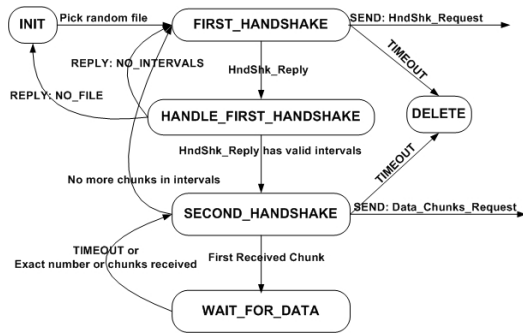 INIT
Pick random file
FIRST_HANDSHAKE
SEND: HndShk_Request
REPLY: NO_INTERVALS
HndShk_Reply
TIMEOUT
REPLY: NO_FILE
HANDLE_FIRST_HANDSHAKE
DELETE
HndShk_Reply has valid intervals
TIMEOUT
No more chunks in intervals
SECOND_HANDSHAKE
SEND: Data_Chunks_Request
TIMEOUT or
Exact number or chunks received
First Received Chunk
WAIT_FOR_DATA